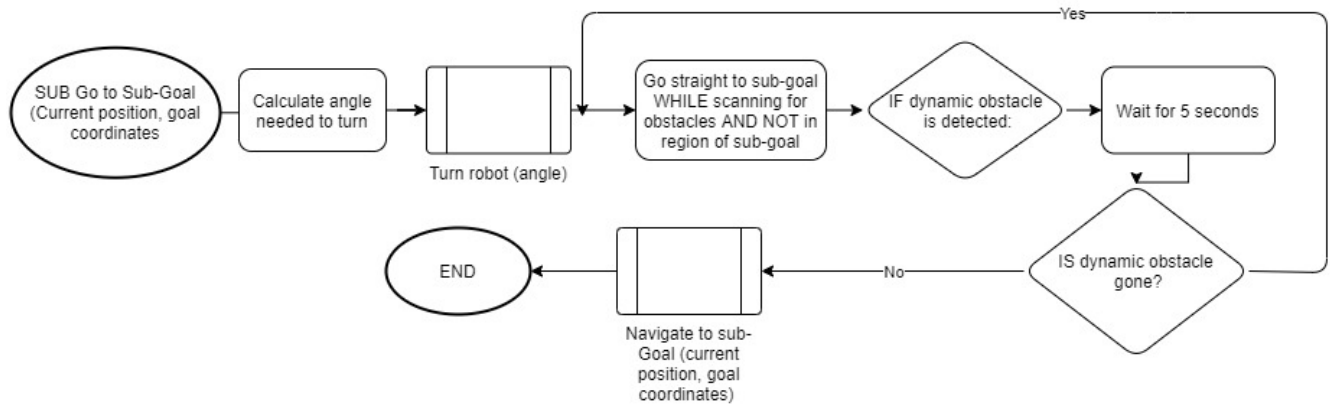 Yes
SUB Go to Sub-Goal
(Current position, goal
coordinates
Calculate angle
needed to turn
Turn robot (angle)
Go straight to sub-goal
WHILE scanning for
obstacles AND NOT in
region of sub-goal
IF dynamic obstacle
is detected:
Wait for 5 seconds
IS dynamic obstacle
gone?
No
Navigate to sub-
Goal (current
position, goal
coordinates)
END